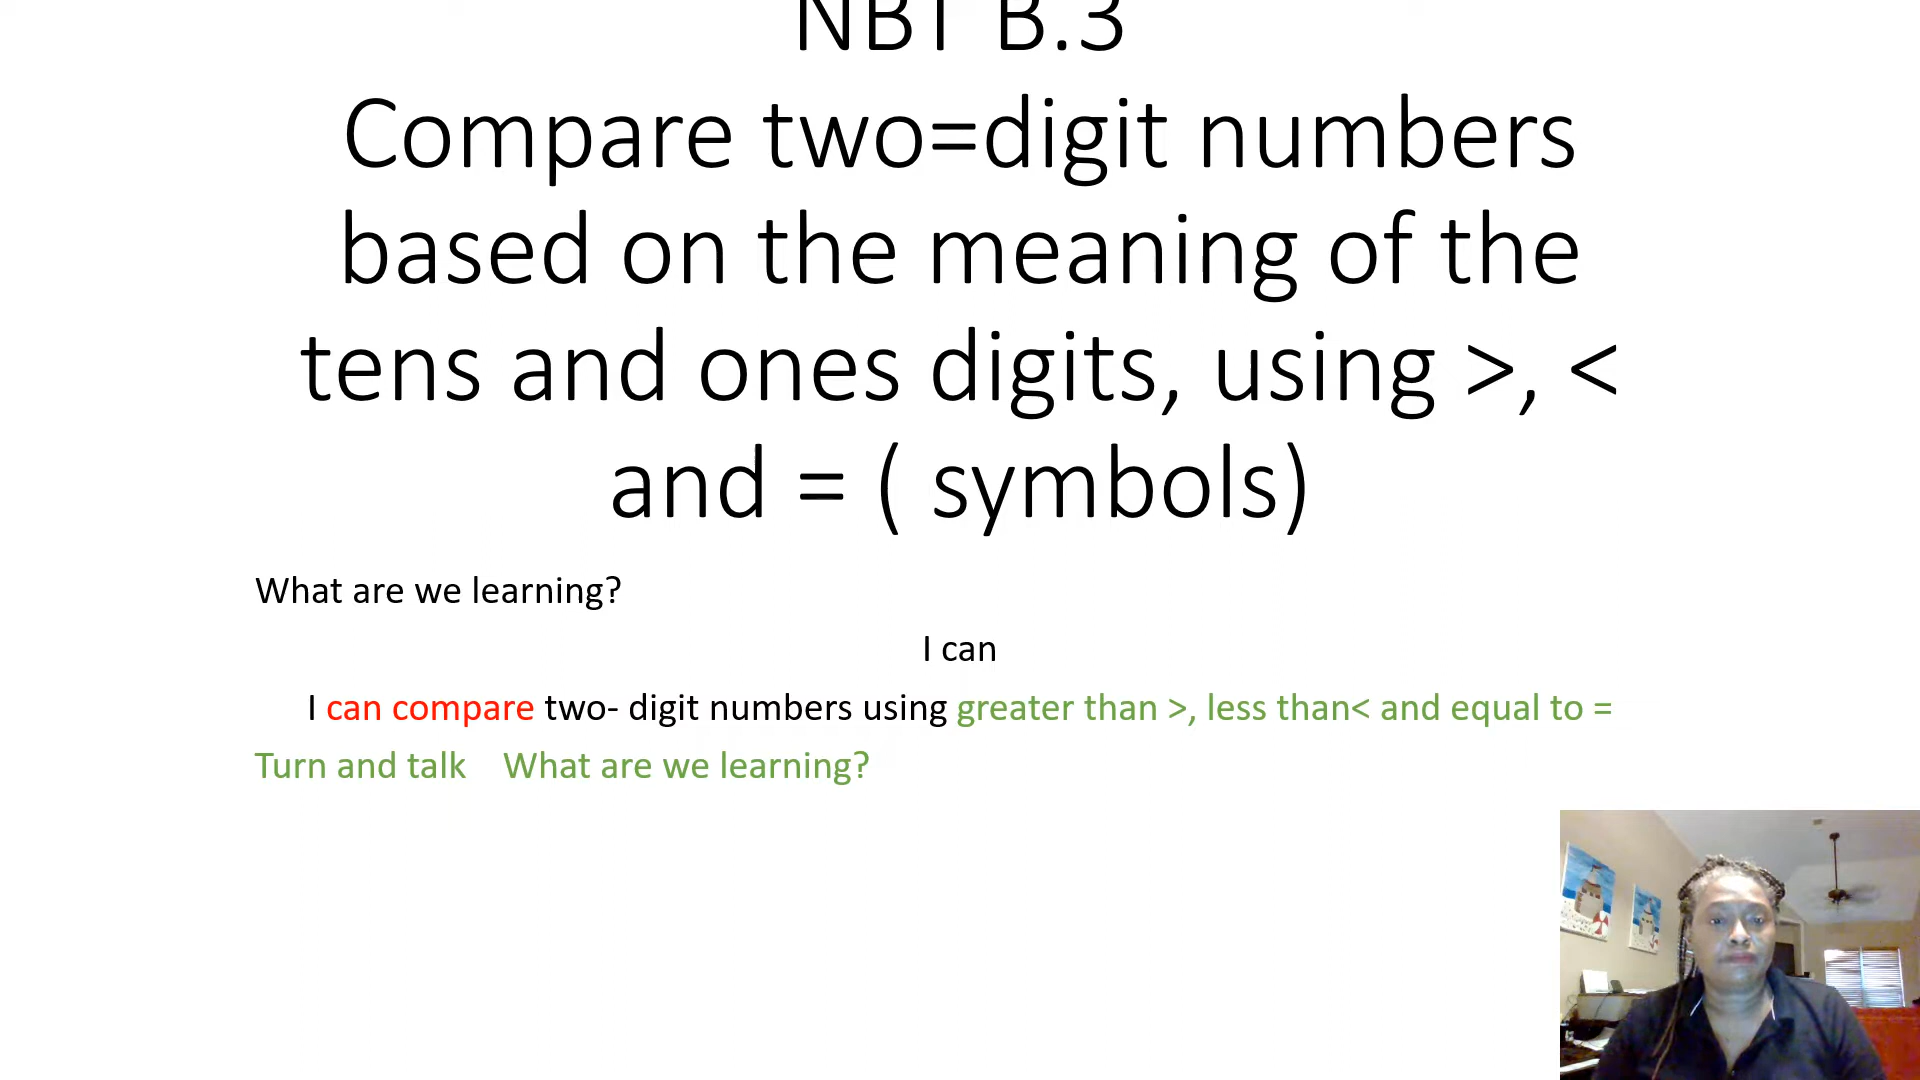 NBT B.3
Compare two=digit numbers
based on the meaning of the
tens and ones digits, using >, <
and = ( symbols)
What are we learning?
I can
I can compare two- digit numbers using greater than >, less than< and equal to =
Turn and talk    What are we learning?